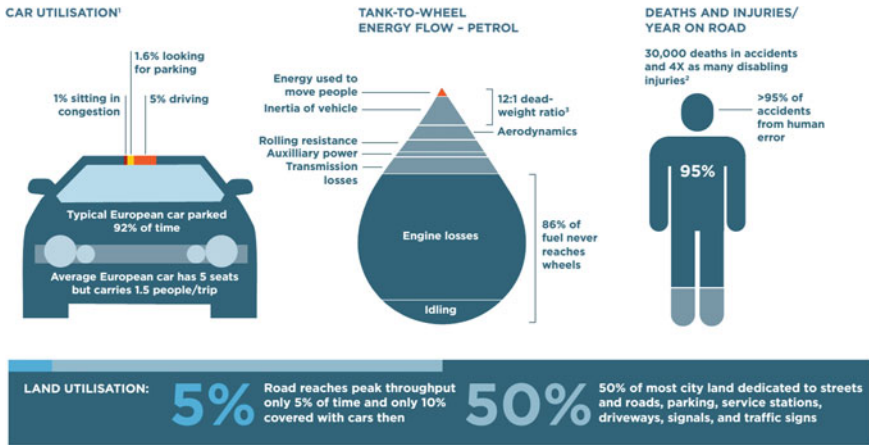 CAR UTILISATION¹
1.6% looking
for parking
1% sitting in
congestion
5% driving
Typical European car parked
92% of time
Average European car has 5 seats
but carries 1.5 people/trip
TANK-TO-WHEEL
ENERGY FLOW – PETROL
Energy used to
move people
Inertia of vehicle
12:1 dead-
weight ratio³
Aerodynamics
Rolling resistance
Auxilliary power
Transmission
losses
Engine losses
86% of
fuel never
reaches
wheels
Idling
DEATHS AND INJURIES/
YEAR ON ROAD
30,000 deaths in accidents
and 4X as many disabling
injuries²
>95% of
accidents
from human
error
95%
LAND UTILISATION:
5%
Road reaches peak throughput
only 5% of time and only 10%
covered with cars then
50%
50% of most city land dedicated to streets
and roads, parking, service stations,
driveways, signals, and traffic signs